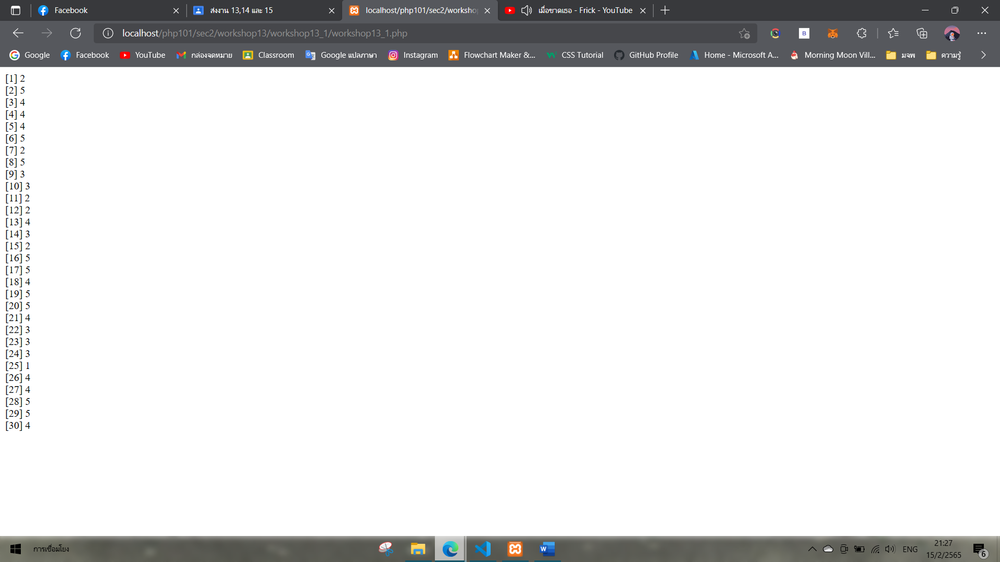 Facebook
ส่งงาน 13,14 และ 15
localhost/php101/sec2/workshop
เมื่อขาดเธอ - Frick - YouTube
localhost/php101/sec2/workshop13/workshop13_1/workshop13_1.php
B
Google
Facebook
YouTube
กล่องจดหมาย
Classroom
Google แปลภาษา
Instagram
Flowchart Maker &...
CSS Tutorial
GitHub Profile
Home - Microsoft A...
Morning Moon Vill...
มจพ
ความรู้
[1] 2
[2] 5
[3] 4
[4] 4
[5] 4
[6] 5
[7] 2
[8] 5
[9] 3
[10] 3
[11] 2
[12] 2
[13] 4
[14] 3
[15] 2
[16] 5
[17] 5
[18] 4
[19] 5
[20] 5
[21] 4
[22] 3
[23] 3
[24] 3
[25] 1
[26] 4
[27] 4
[28] 5
[29] 5
[30] 4
การเชื่อมโยง
ENG
21:27
15/2/2565
6